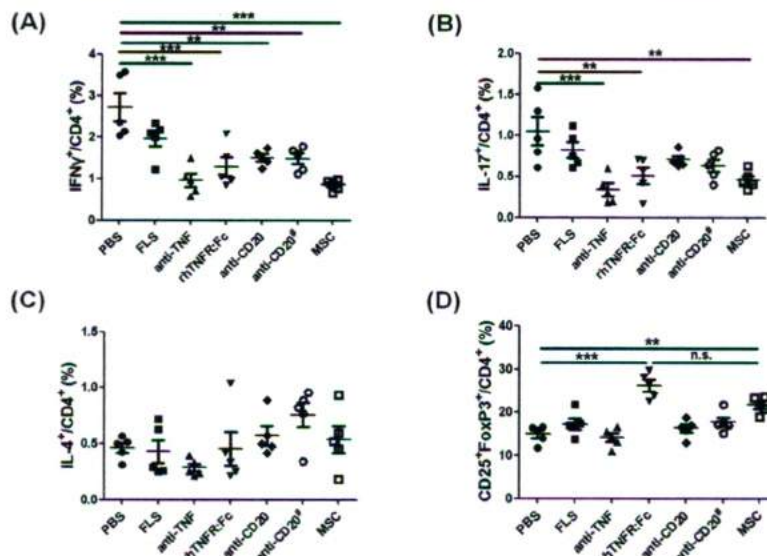 (A)
***
**
**
***
***
IFNγ⁺/CD4⁺ (%)
4
3
2
1
0
PBS
FLS
anti-TNF
rhTNFR:Fc
anti-CD20
anti-CD20#
MSC
(B)
**
**
***
IL-17⁺/CD4⁺ (%)
2.0
1.5
1.0
0.5
0.0
PBS
FLS
anti-TNF
rhTNFR:Fc
anti-CD20
anti-CD20#
MSC
(C)
IL-4⁺/CD4⁺ (%)
1.5
1.0
0.5
0.0
PBS
FLS
anti-TNF
rhTNFR:Fc
anti-CD20
anti-CD20#
MSC
(D)
**
*** n.s.
CD25⁺FoxP3⁺/CD4⁺ (%)
40
30
20
10
0
PBS
FLS
anti-TNF
rhTNFR:Fc
anti-CD20
anti-CD20#
MSC